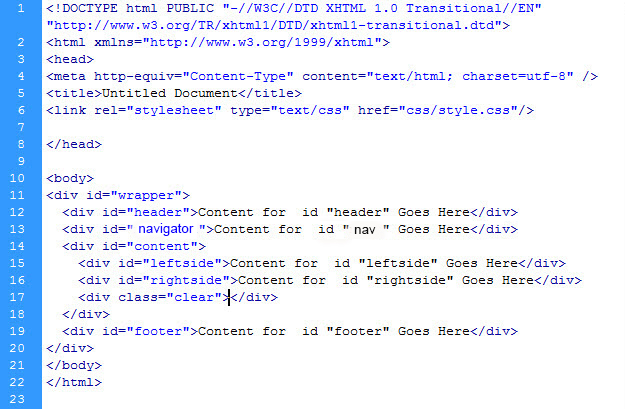 1 <!DOCTYPE html PUBLIC "-//W3C//DTD XHTML 1.0 Transitional//EN"
"http://www.w3.org/TR/xhtml1/DTD/xhtml1-transitional.dtd">
2 <html xmlns="http://www.w3.org/1999/xhtml">
3 <head>
4 <meta http-equiv="Content-Type" content="text/html; charset=utf-8" />
5 <title>Untitled Document</title>
6 <link rel="stylesheet" type="text/css" href="css/style.css"/>
7
8 </head>
9
10 <body>
11 <div id="wrapper">
12   <div id="header">Content for  id "header" Goes Here</div>
13   <div id=" navigator ">Content for  id " nav " Goes Here</div>
14   <div id="content">
15     <div id="leftside">Content for  id "leftside" Goes Here</div>
16     <div id="rightside">Content for  id "rightside" Goes Here</div>
17     <div class="clear"></div>
18   </div>
19   <div id="footer">Content for  id "footer" Goes Here</div>
20 </div>
21 </body>
22 </html>
23